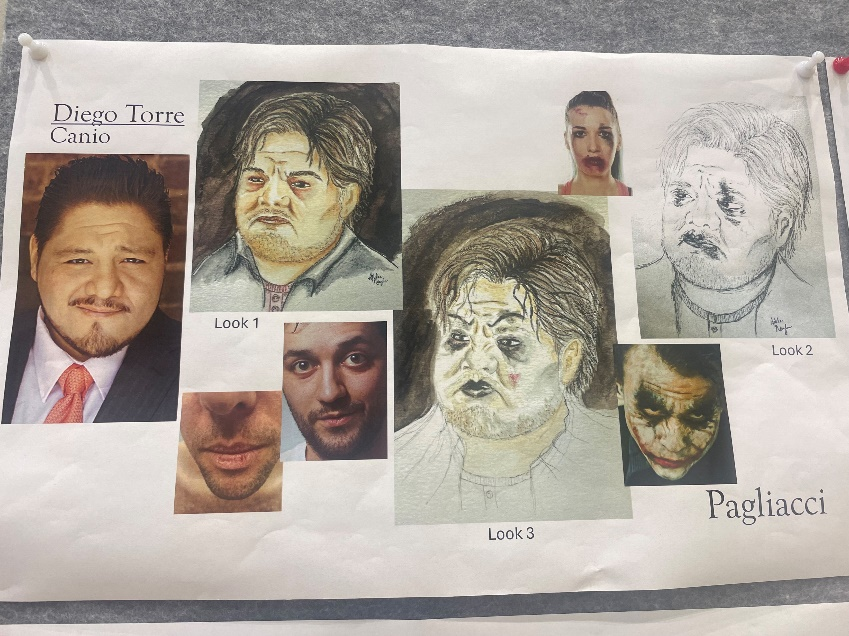 Diego Torre
Canio
Look 1
Look 2
Look 3
Pagliacci